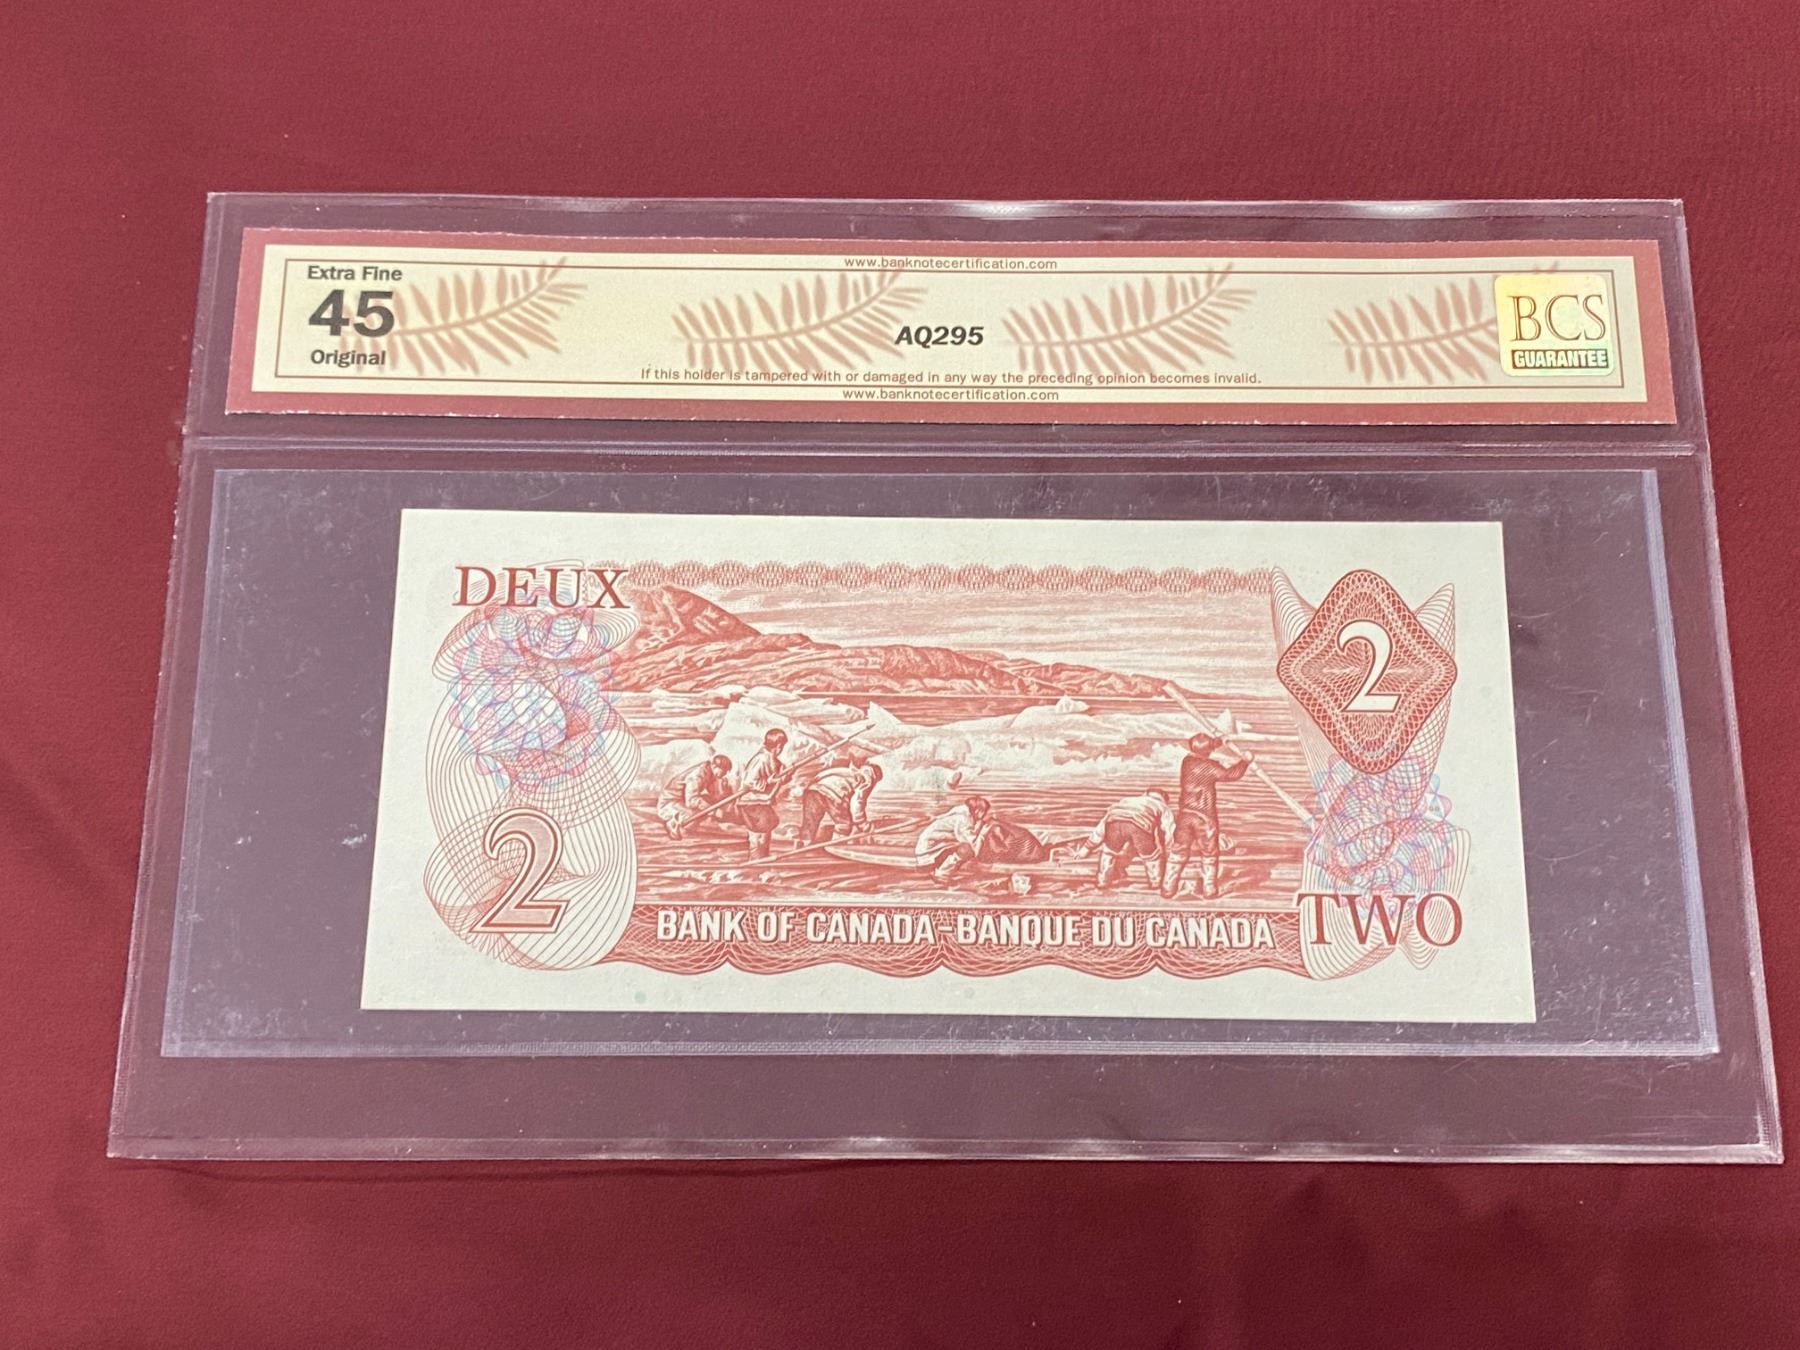 www.banknotecertification.com
Extra Fine
45
Original
AQ295
BCS
GUARANTEE
If this holder is tampered with or damaged in any way the preceding opinion becomes invalid.
www.banknotecertification.com
DEUX
2
2
BANK OF CANADA-BANQUE DU CANADA
TWO